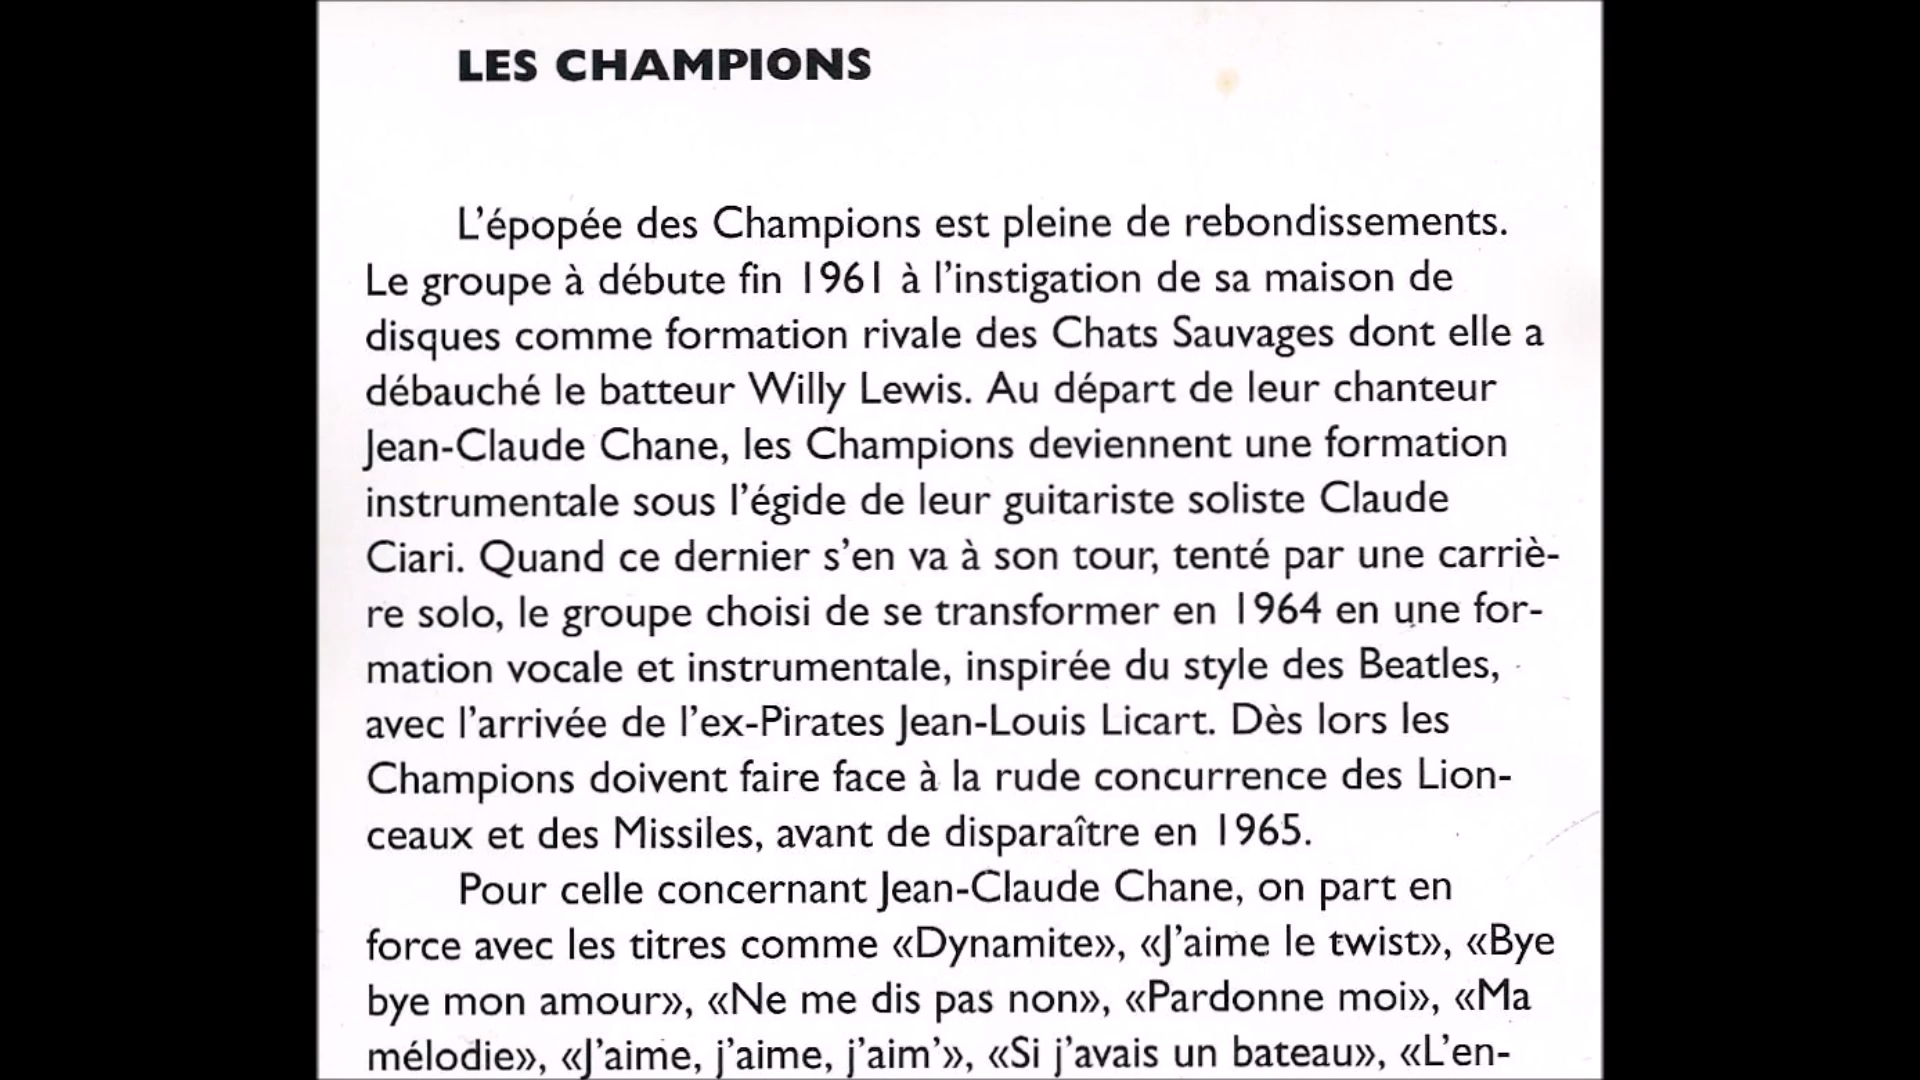 LES CHAMPIONS
L'épopée des Champions est pleine de rebondissements.
Le groupe à débute fin 1961 à l'instigation de sa maison de
disques comme formation rivale des Chats Sauvages dont elle a
débauché le batteur Willy Lewis. Au départ de leur chanteur
Jean-Claude Chane, les Champions deviennent une formation
instrumentale sous l'égide de leur guitariste soliste Claude
Ciari. Quand ce dernier s'en va à son tour, tenté par une carriè-
re solo, le groupe choisi de se transformer en 1964 en une for-
mation vocale et instrumentale, inspirée du style des Beatles,
avec l'arrivée de l'ex-Pirates Jean-Louis Licart. Dès lors les
Champions doivent faire face à la rude concurrence des Lion-
ceaux et des Missiles, avant de disparaître en 1965.
Pour celle concernant Jean-Claude Chane, on part en
force avec les titres comme «Dynamite», «J'aime le twist», «Bye
bye mon amour», «Ne me dis pas non», «Pardonne moi», «Ma
mélodie», «J'aime, j'aime, j'aim'», «Si j'avais un bateau», «L'en-